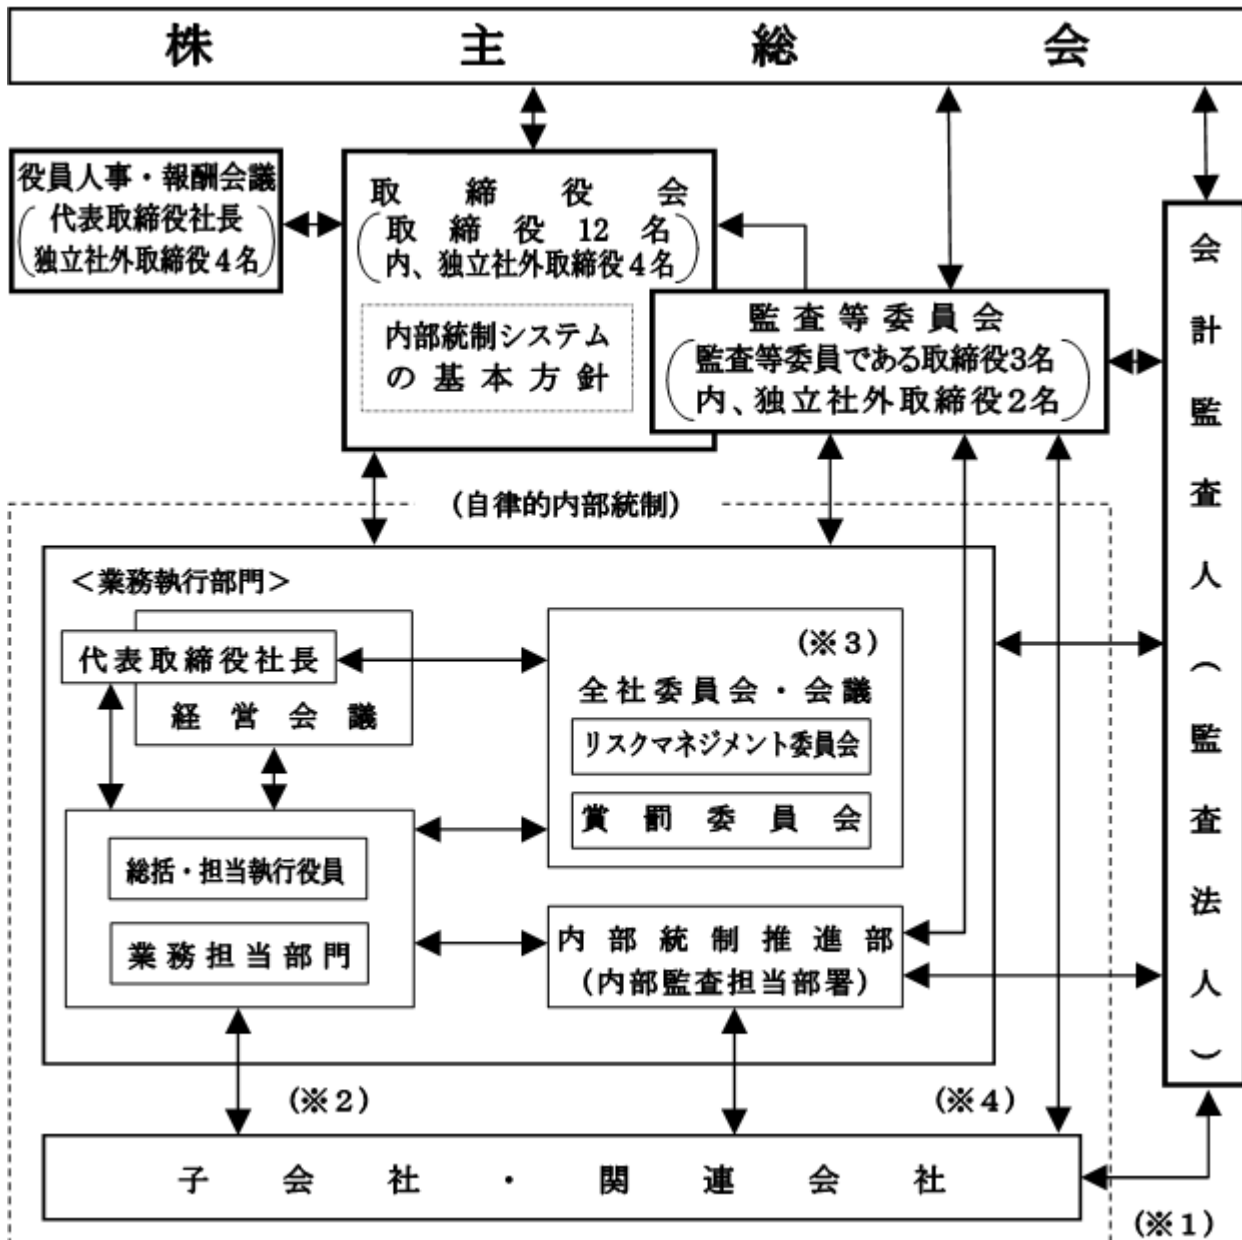 株主総会
役員人事・報酬会議
代表取締役社長
独立社外取締役4名
取締役会
取締役12名
内、独立社外取締役4名
内部統制システム
の基本方針
監査等委員会
監査等委員である取締役3名
内、独立社外取締役2名
会計監査人（監査法人）
(自律的内部統制)
＜業務執行部門＞
代表取締役社長
経営会議
(※3)
全社委員会・会議
リスクマネジメント委員会
賞罰委員会
総括・担当執行役員
業務担当部門
内部統制推進部
(内部監査担当部署)
(※2)
(※4)
子会社・関連会社
(※1)